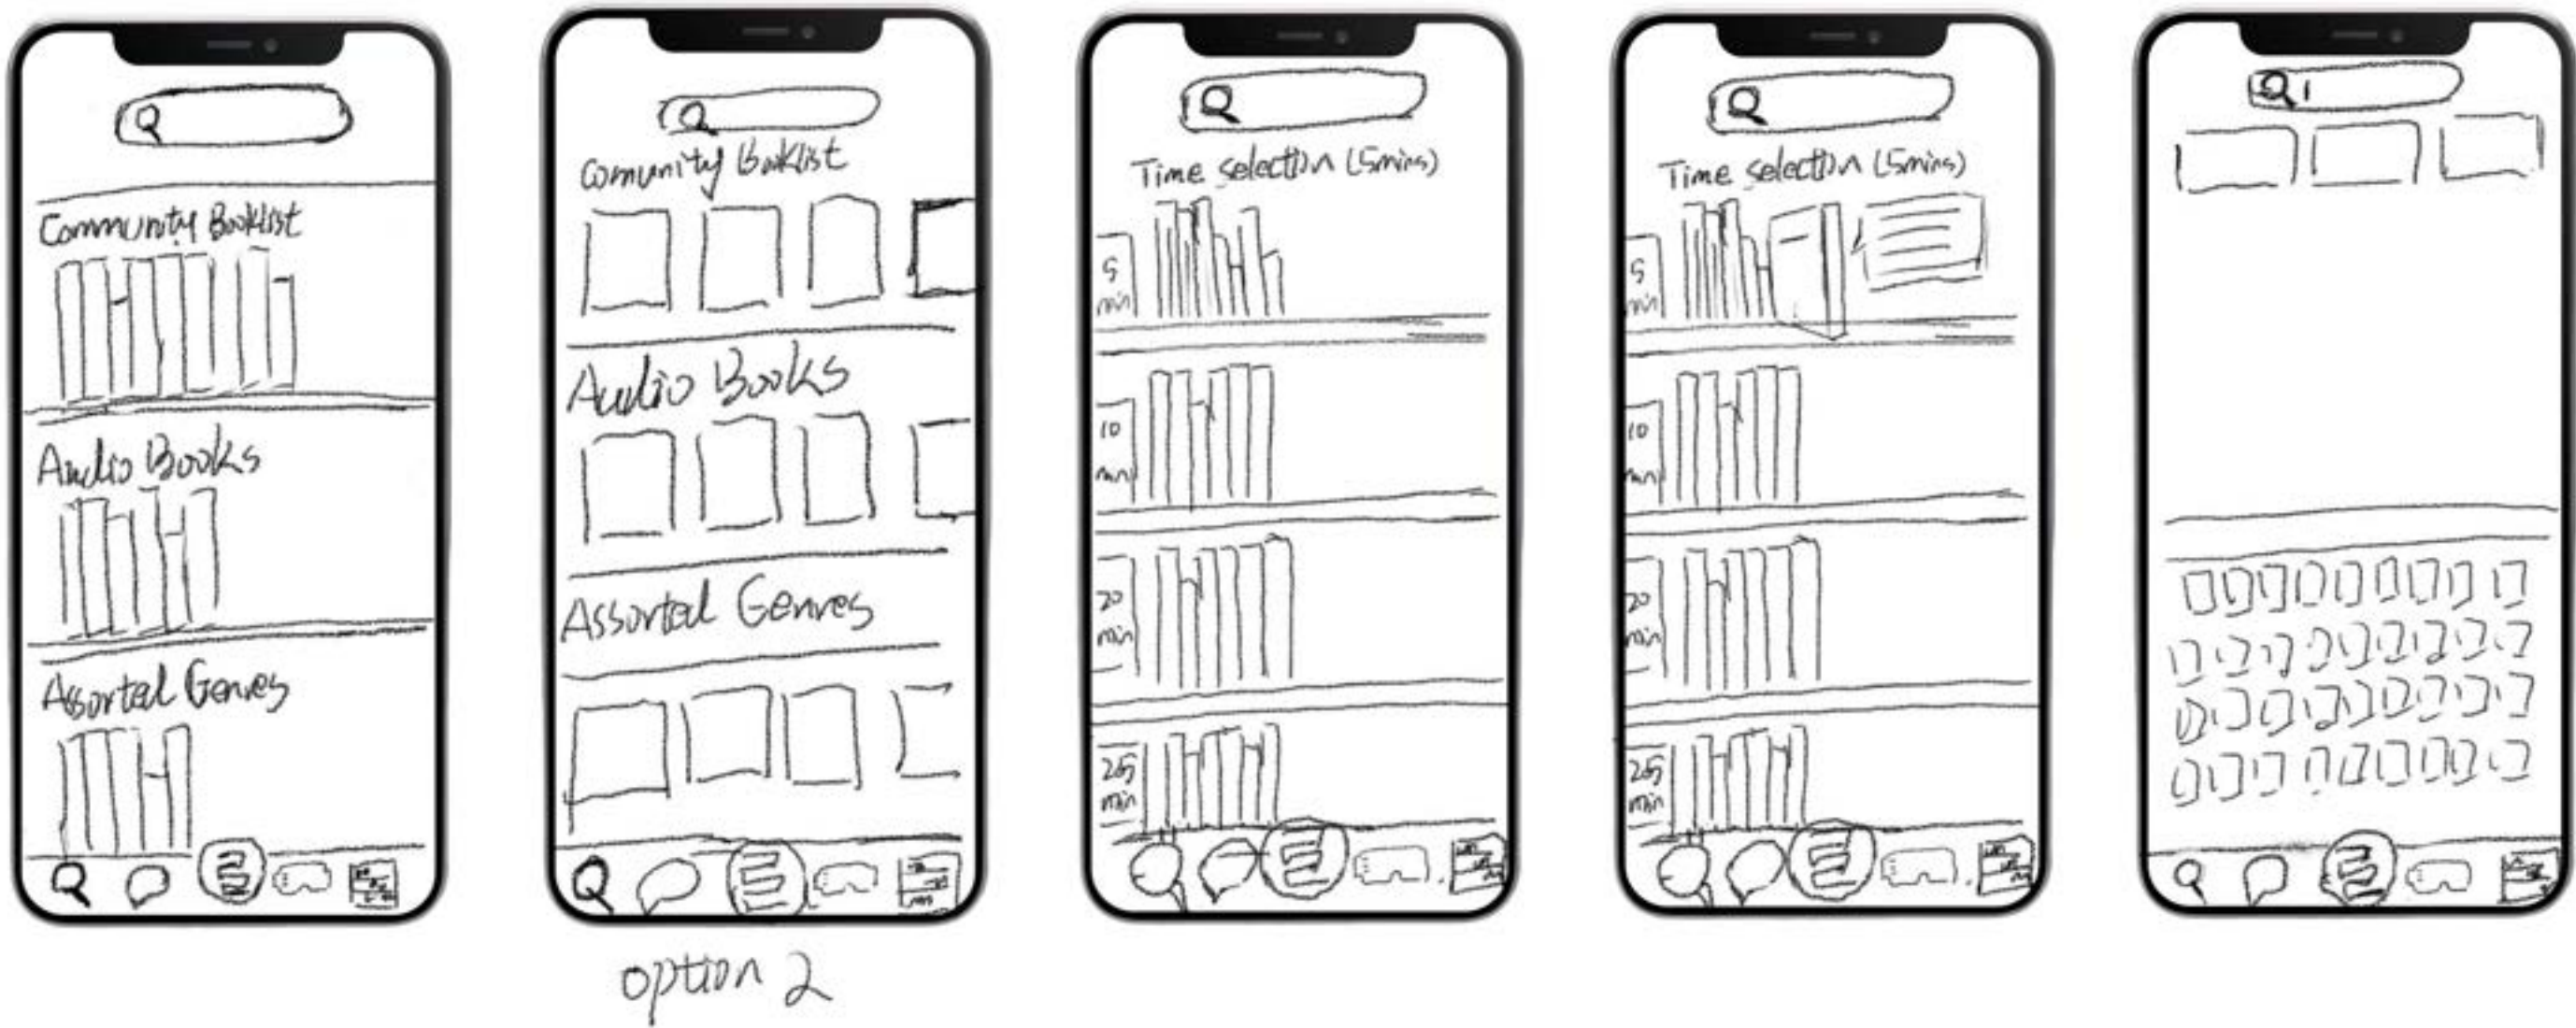 Community Booklist
Audio Books
Assorted Genres
Comunity Booklist
Audio Books
Assorted Genres
option 2
Time selection (5mins)
5
min
10
min
20
min
25
min
Time selection (5mins)
5
min
10
min
20
min
25
min